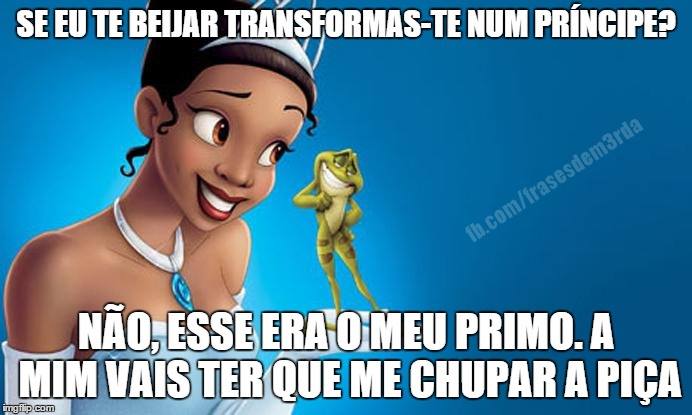 SE EU TE BEIJAR TRANSFORMAS-TE NUM PRÍNCIPE?
fb.com/frasesdem3rda
NÃO, ESSE ERA O MEU PRIMO. A
MIM VAIS TER QUE ME CHUPAR A PIÇA
imgflip.com